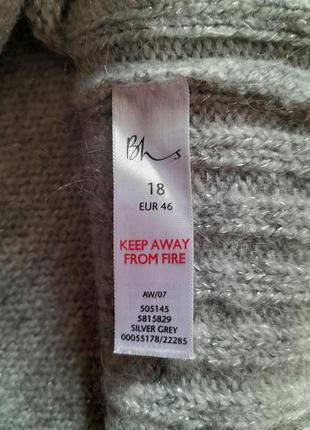 Bhs
18
EUR 46
KEEP AWAY
FROM FIRE
AW/07
505145
5815829
SILVER GREY
00055178/22285